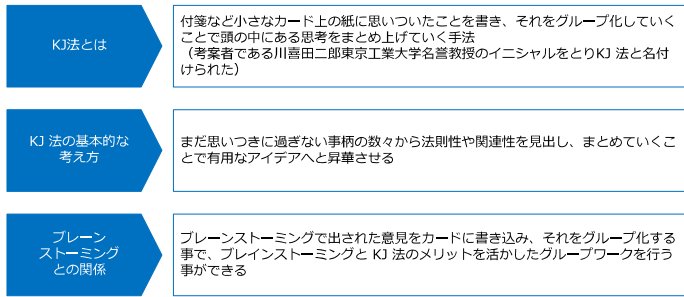 KJ法とは
付箋など小さなカード上の紙に思いついたことを書き、それをグループ化していく
ことで頭の中にある思考をまとめ上げていく手法
（考案者である川喜田二郎東京工業大学名誉教授のイニシャルをとりKJ 法と名付
けられた）
KJ 法の基本的な
考え方
まだ思いつきに過ぎない事柄の数々から法則性や関連性を見出し、まとめていくこ
とで有用なアイデアへと昇華させる
ブレーン
ストーミング
との関係
ブレーンストーミングで出された意見をカードに書き込み、それをグループ化する
事で、ブレインストーミングと KJ 法のメリットを活かしたグループワークを行う
事ができる